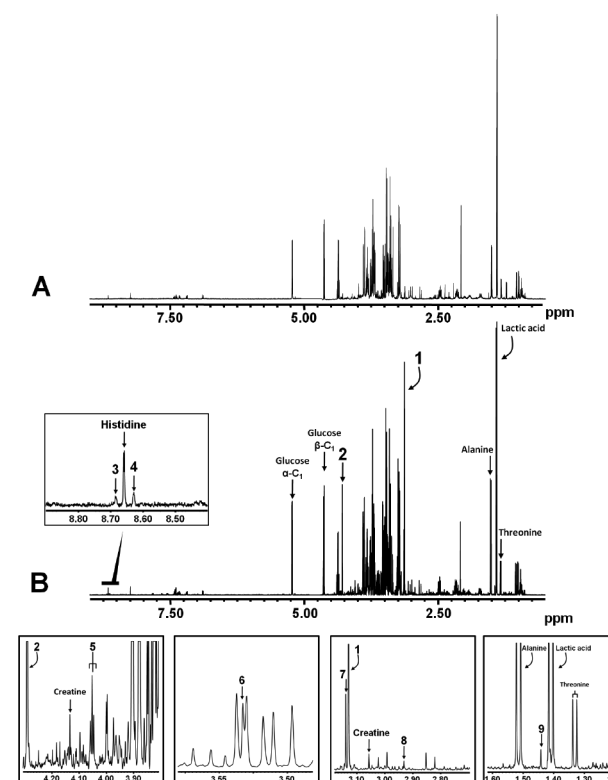 A
7.50 5.00 2.50 ppm
Lactic acid
1
Histidine
3 4
8.80 8.70 8.60 8.50
Glucose
β-C1
2
Glucose
α-C1
Alanine
Threonine
B
7.50 5.00 2.50
ppm
2 5
Creatine
4.20 4.10 4.00 3.90
6
3.55 3.50
1
7
Creatine
8
3.10 3.00 2.90 2.80
Alanine Lactic acid
Threonine
9
1.60 1.50 1.40 1.30